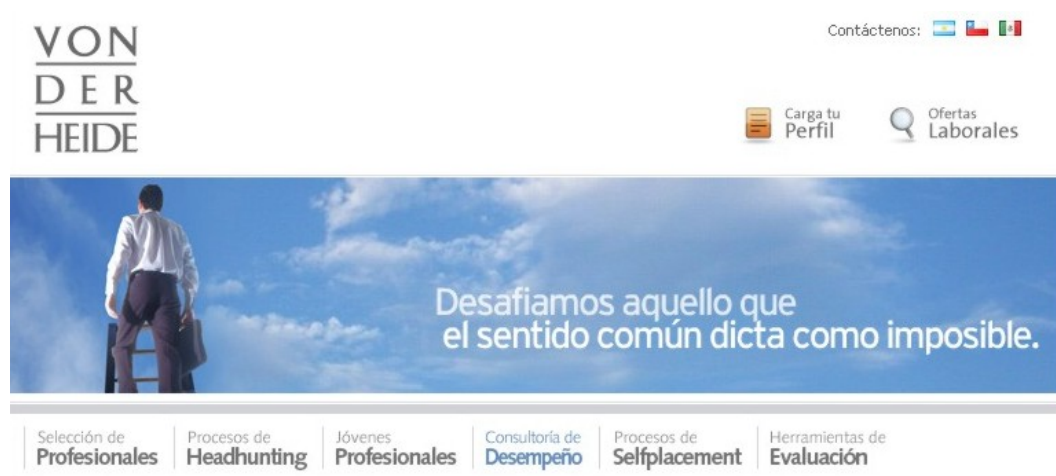 VON
DER
HEIDE
Contáctenos:
Carga tu
Perfil
Ofertas
Laborales
Desafiamos aquello que
el sentido común dicta como imposible.
Selección de
Profesionales
Procesos de
Headhunting
Jóvenes
Profesionales
Consultoría de
Desempeño
Procesos de
Selfplacement
Herramientas de
Evaluación